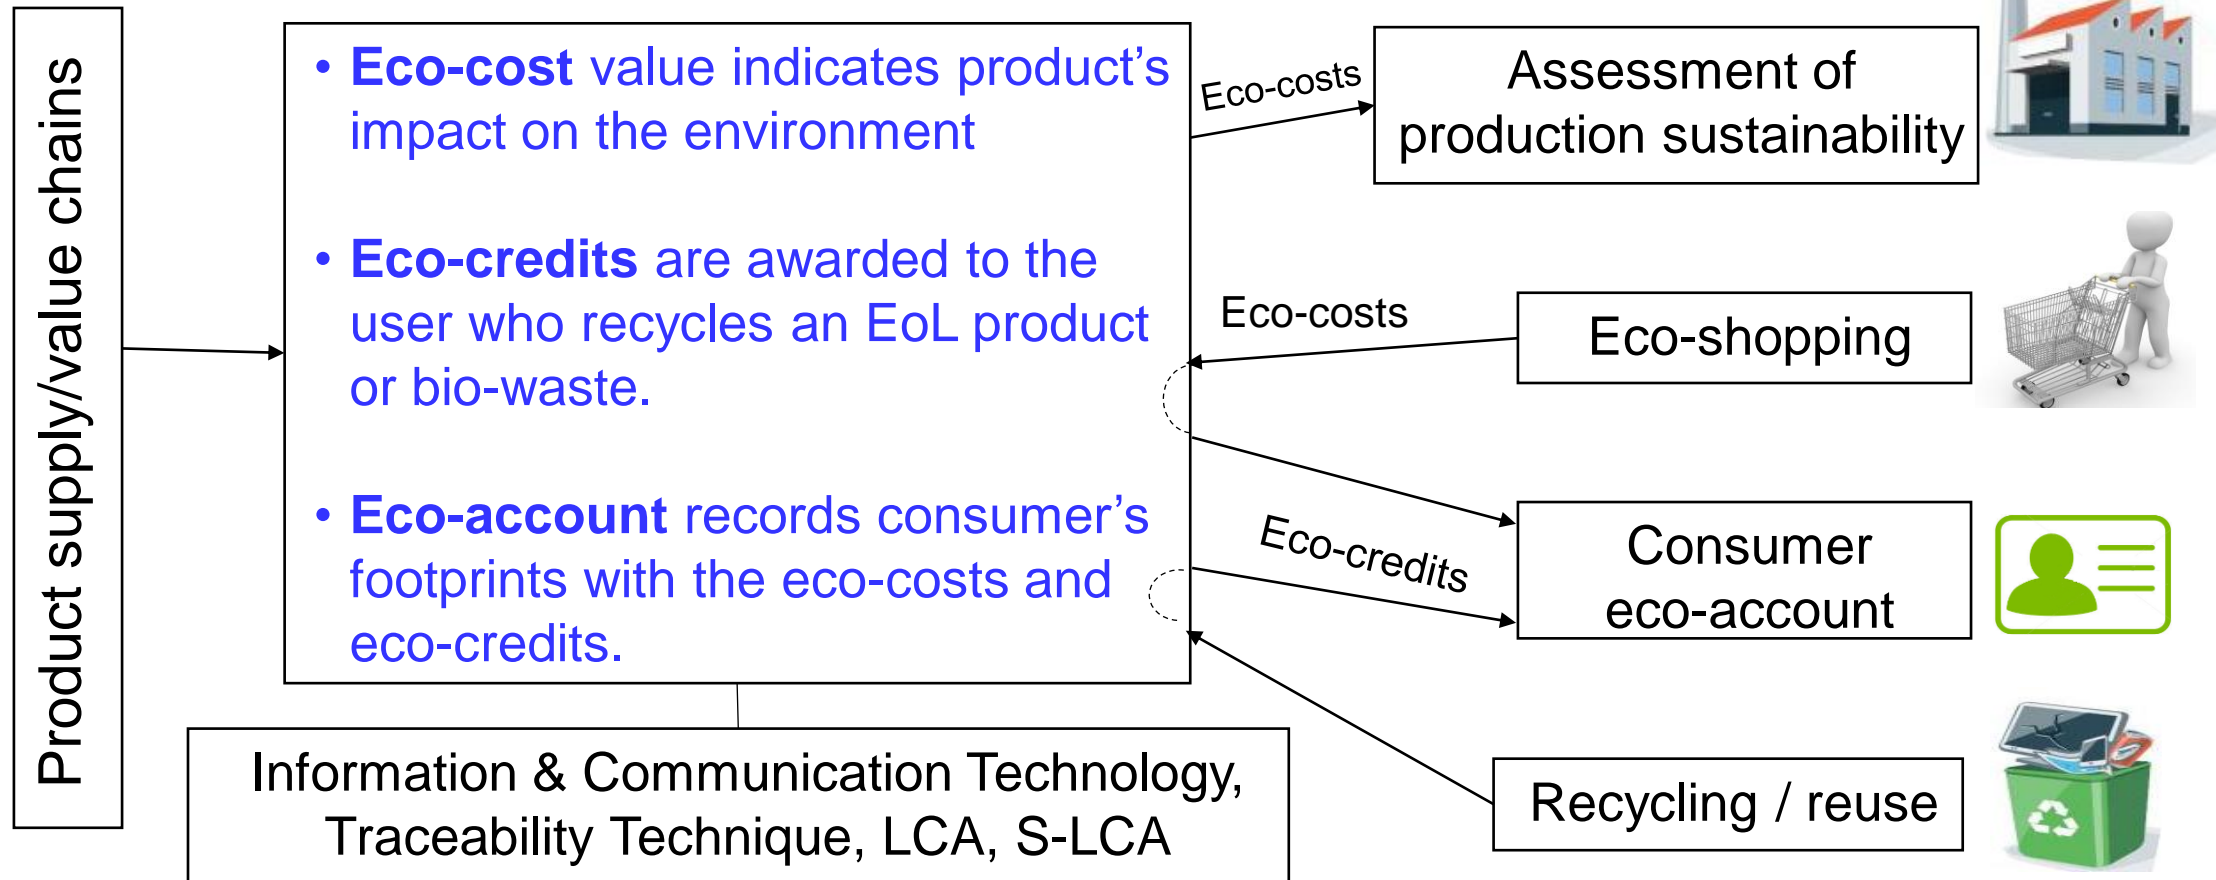 Product supply/value chains
• Eco-cost value indicates product’s
impact on the environment
• Eco-credits are awarded to the
user who recycles an EoL product
or bio-waste.
• Eco-account records consumer’s
footprints with the eco-costs and
eco-credits.
Information & Communication Technology,
Traceability Technique, LCA, S-LCA
Eco-costs
Assessment of
production sustainability
Eco-costs
Eco-shopping
Eco-credits
Consumer
eco-account
Recycling / reuse